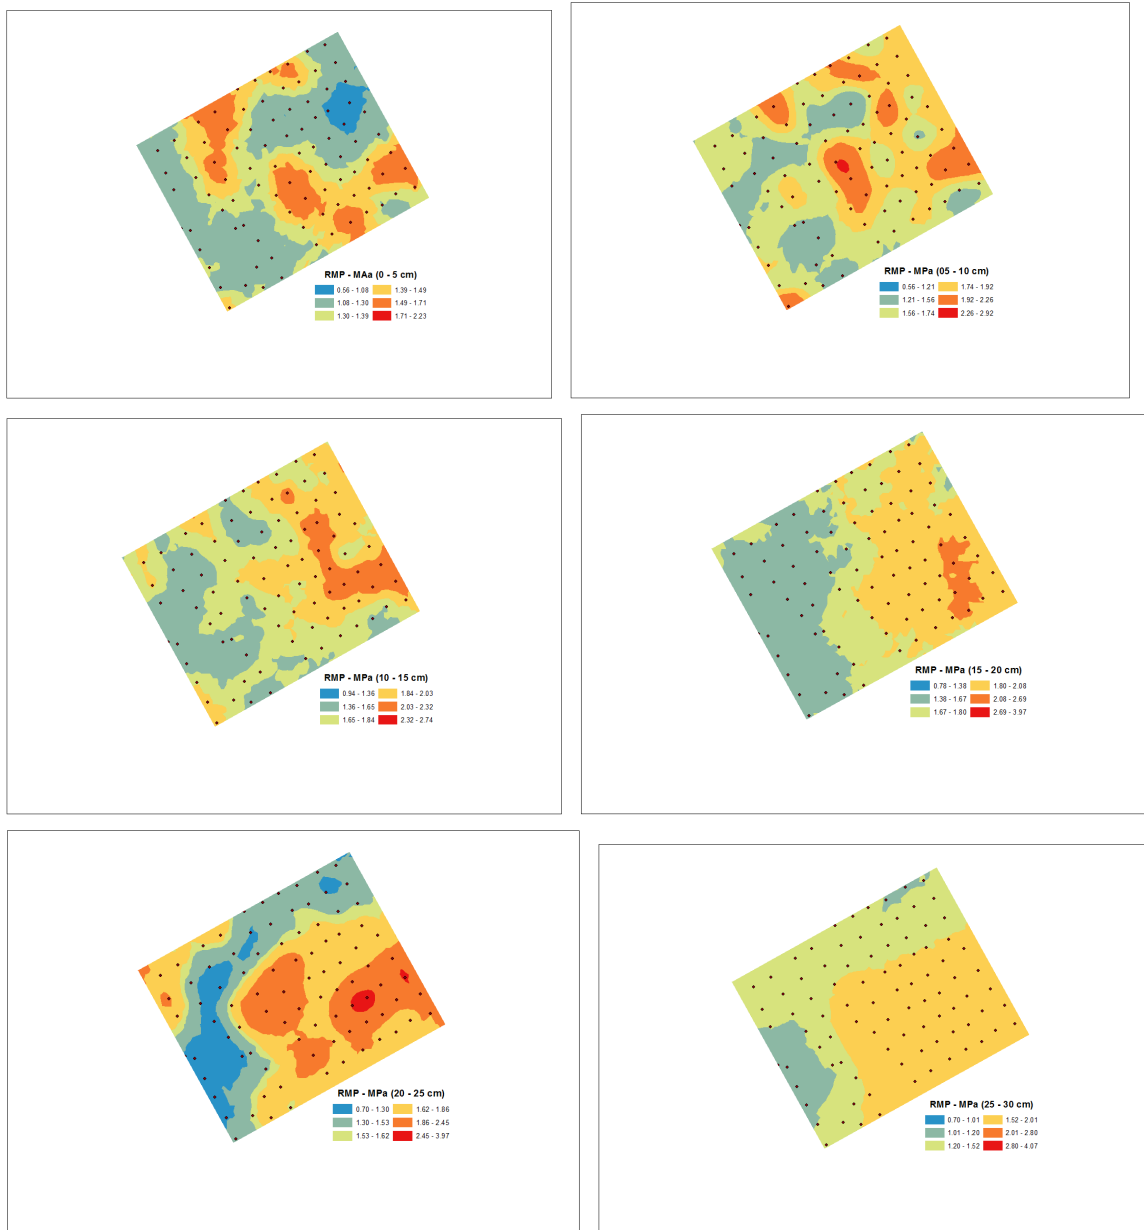 RMP - MAa (0 - 5 cm)
0.56 - 1.08 1.39 - 1.49
1.08 - 1.30 1.49 - 1.71
1.30 - 1.39 1.71 - 2.23
RMP - MPa (05 - 10 cm)
0.56 - 1.21 1.74 - 1.92
1.21 - 1.56 1.92 - 2.26
1.56 - 1.74 2.26 - 2.92
RMP - MPa (10 - 15 cm)
0.94 - 1.36 1.84 - 2.03
1.36 - 1.65 2.03 - 2.32
1.65 - 1.84 2.32 - 2.74
RMP - MPa (15 - 20 cm)
0.78 - 1.38 1.80 - 2.08
1.38 - 1.67 2.08 - 2.69
1.67 - 1.80 2.69 - 3.97
RMP - MPa (20 - 25 cm)
0.70 - 1.30 1.62 - 1.86
1.30 - 1.53 1.86 - 2.45
1.53 - 1.62 2.45 - 3.97
RMP - MPa (25 - 30 cm)
0.70 - 1.01 1.52 - 2.01
1.01 - 1.20 2.01 - 2.80
1.20 - 1.52 2.80 - 4.07